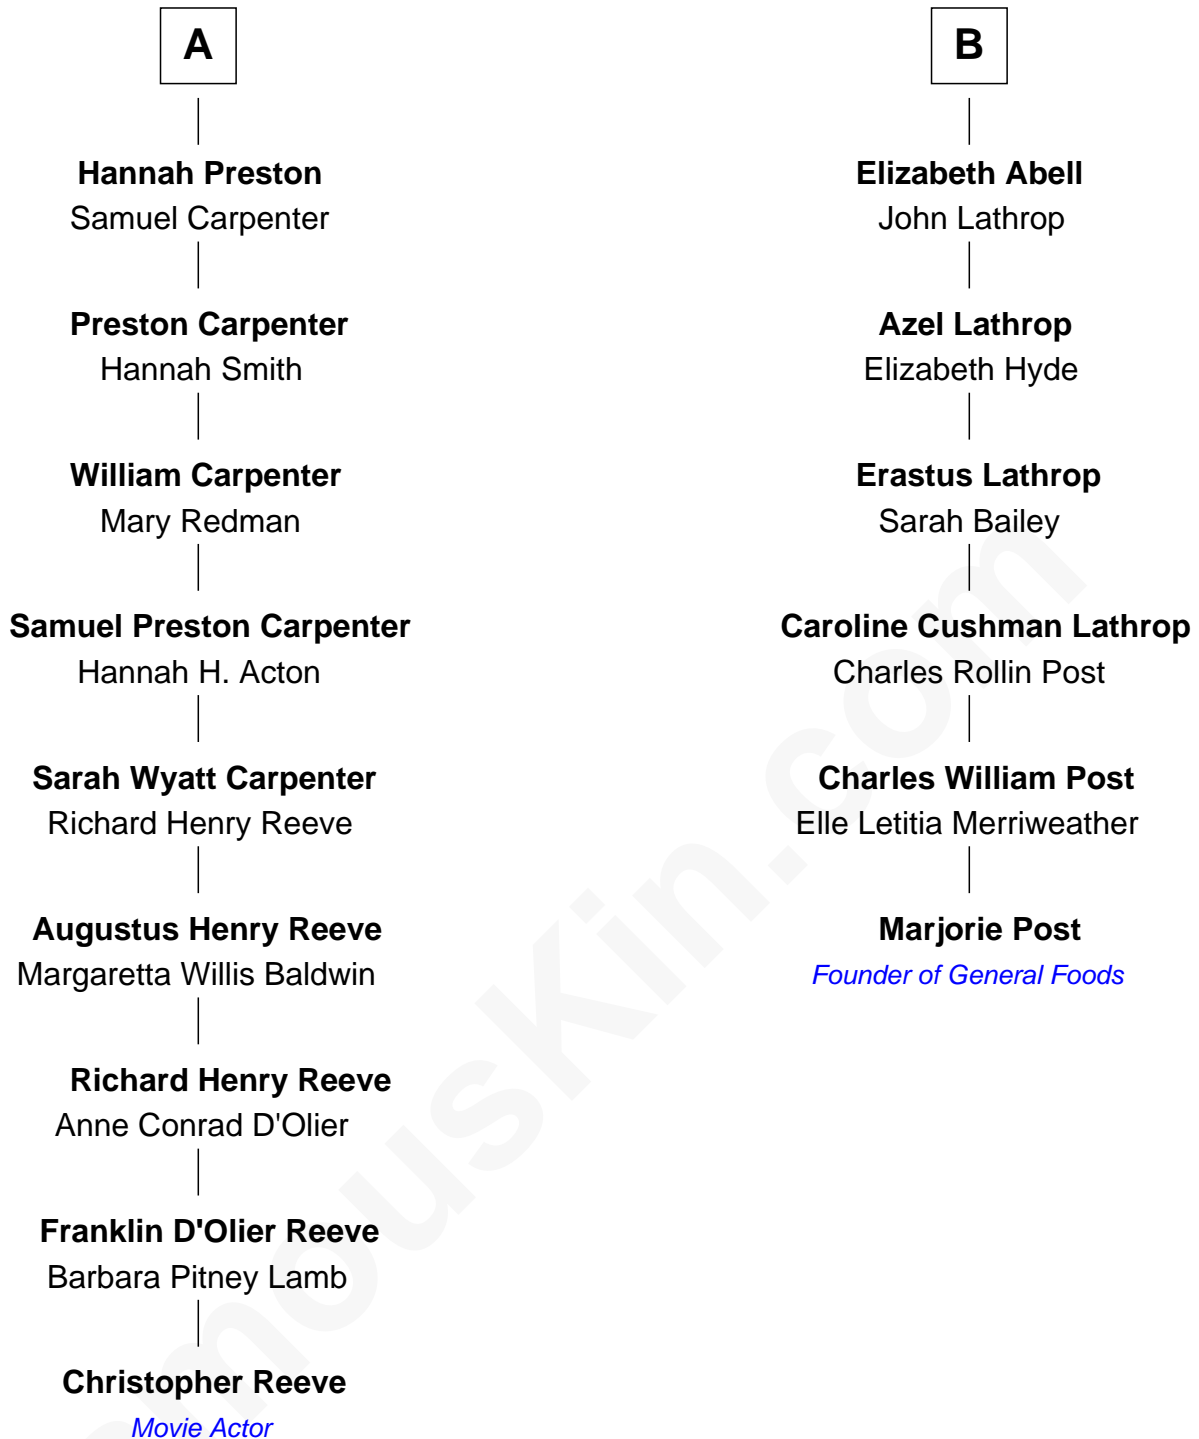 A
Hannah Preston
Samuel Carpenter
Preston Carpenter
Hannah Smith
William Carpenter
Mary Redman
Samuel Preston Carpenter
Hannah H. Acton
Sarah Wyatt Carpenter
Richard Henry Reeve
Augustus Henry Reeve
Margaretta Willis Baldwin
Richard Henry Reeve
Anne Conrad D'Olier
Franklin D'Olier Reeve
Barbara Pitney Lamb
Christopher Reeve
Movie Actor
B
Elizabeth Abell
John Lathrop
Azel Lathrop
Elizabeth Hyde
Erastus Lathrop
Sarah Bailey
Caroline Cushman Lathrop
Charles Rollin Post
Charles William Post
Elle Letitia Merriweather
Marjorie Post
Founder of General Foods
mousKin.com